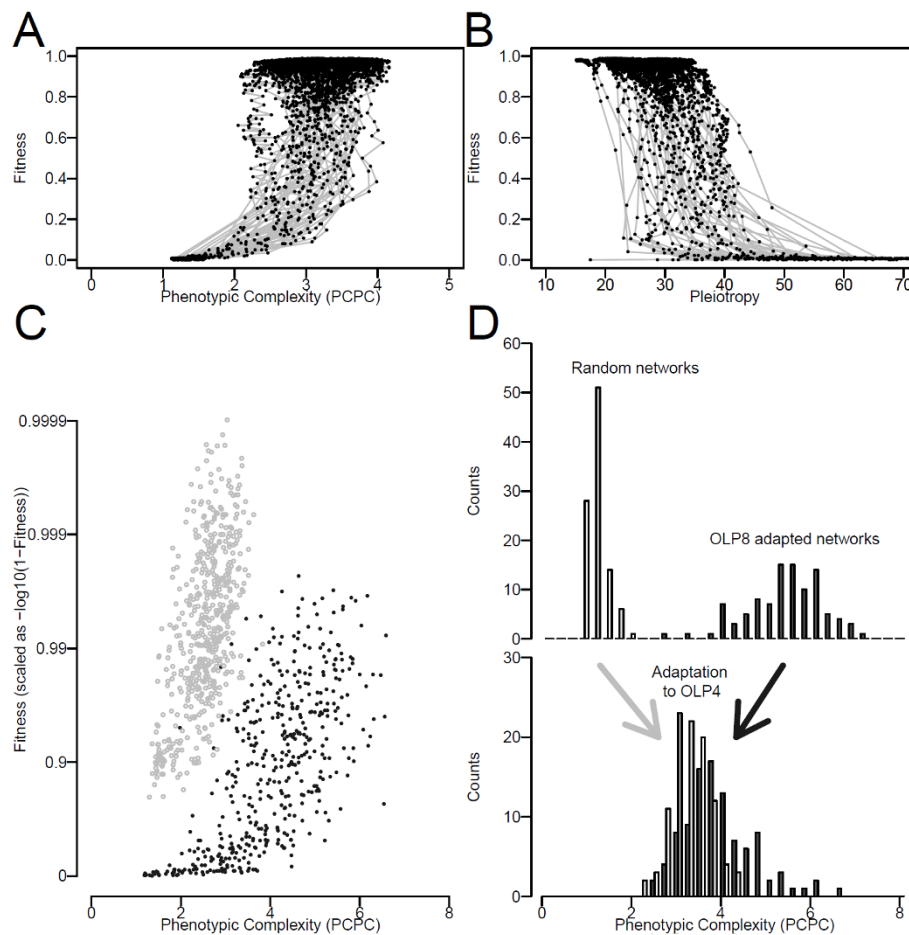 A
Fitness
1.0
0.8
0.6
0.4
0.2
0.0
0 1 2 3 4 5
Phenotypic Complexity (PCPC)
B
Fitness
1.0
0.8
0.6
0.4
0.2
0.0
10 20 30 40 50 60 70
Pleiotropy
C
Fitness (scaled as −log10(1−Fitness))
0.9999
0.999
0.99
0.9
0
0 2 4 6 8
Phenotypic Complexity (PCPC)
D
Counts
60
50
40
30
20
10
0
Random networks
OLP8 adapted networks
Counts
30
20
10
0
Adaptation
to OLP4
0 2 4 6 8
Phenotypic Complexity (PCPC)